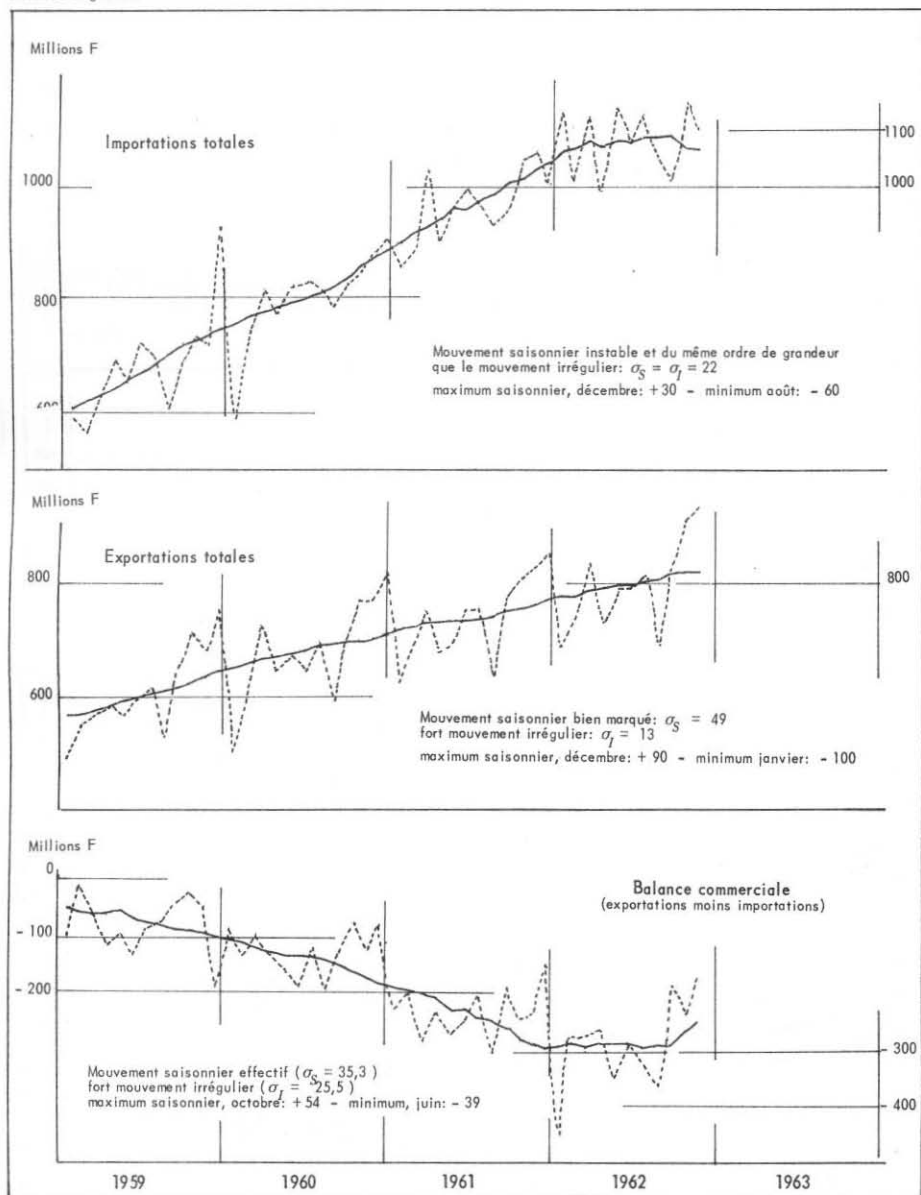 Millions F
Importations totales
1000
800
600
1100
1000
Mouvement saisonnier instable et du même ordre de grandeur
que le mouvement irrégulier: σS = σI = 22
maximum saisonnier, décembre: +30 - minimum août: - 60
Millions F
Exportations totales
800
600
800
Mouvement saisonnier bien marqué: σS = 49
fort mouvement irrégulier: σI = 13
maximum saisonnier, décembre: + 90 - minimum janvier: - 100
Millions F
0
- 100
- 200
Balance commerciale
(exportations moins importations)
- 300
- 400
Mouvement saisonnier effectif (σS = 35,3 )
fort mouvement irrégulier (σI = 25,5 )
maximum saisonnier, octobre: +54 - minimum, juin: - 39
1959 1960 1961 1962 1963